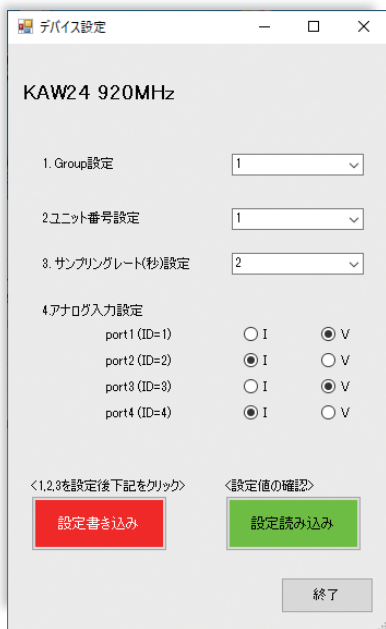 デバイス設定
KAW24 920MHz
1. Group設定 1
2.ユニット番号設定 1
3. サンプリングレート(秒)設定 2
4.アナログ入力設定
port1 (ID=1) I V
port2 (ID=2) I V
port3 (ID=3) I V
port4 (ID=4) I V
<1,2,3を設定後下記をクリック> <設定値の確認>
設定書き込み 設定読み込み
終了